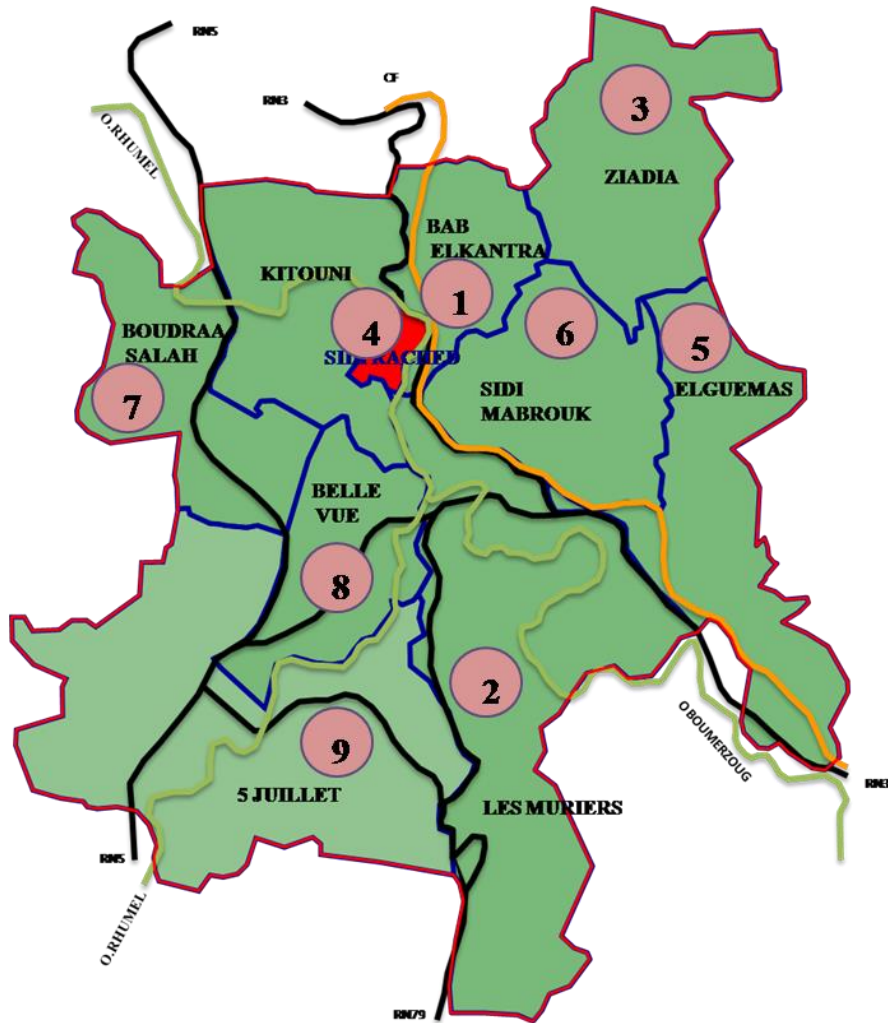 RN5
CF
RN3
3
O.RHUMEL
ZIADIA
BAB
ELKANTRA
KITOUNI
1
4
6
5
BOUDRAA
SALAH
SIDI RACHED
ELGUEMAS
SIDI
MABROUK
7
BELLE
VUE
8
2
9
O BOUMERZOUG
5 JUILLET
LES MURIERS
RN3
RN5
O.RHUMEL
RN79